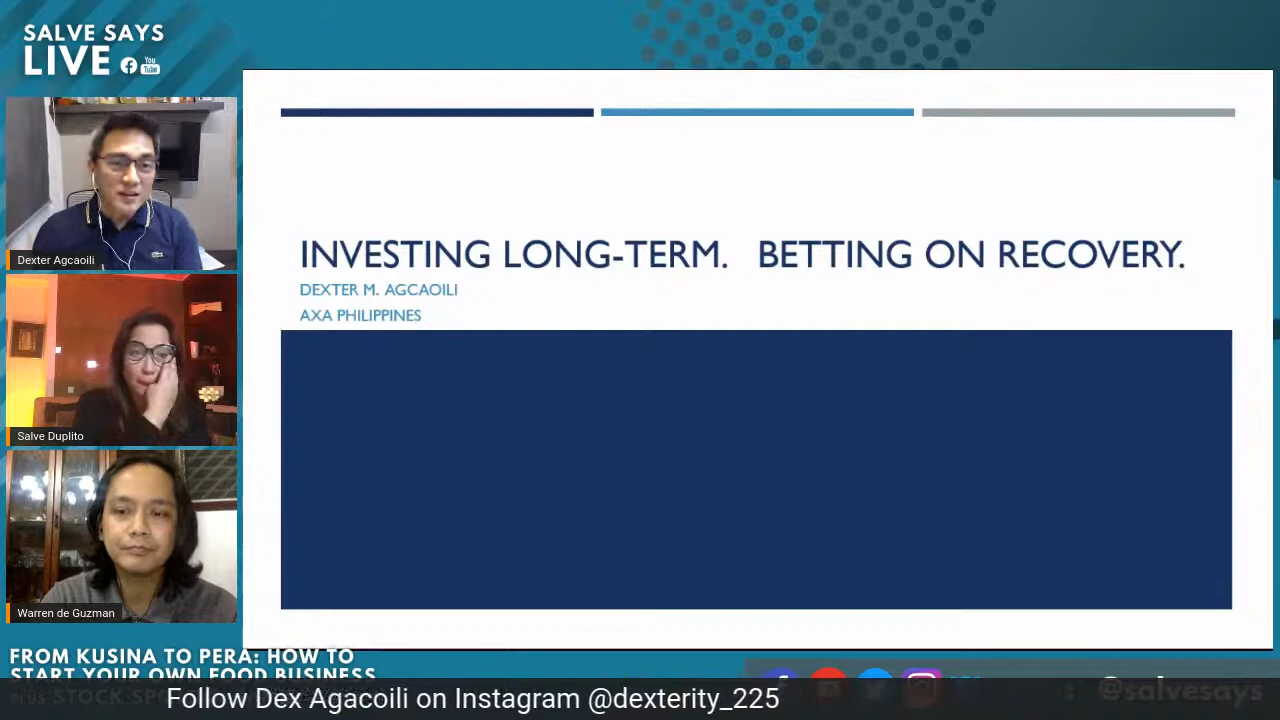 SALVE SAYS
LIVE
You
Tube
Dexter Agcaoili
Salve Duplito
Warren de Guzman
INVESTING LONG-TERM. BETTING ON RECOVERY.
DEXTER M. AGCAOILI
AXA PHILIPPINES
FROM KUSINA TO PERA: HOW TO
START YOUR OWN FOOD BUSINESS
@salvesays
Follow Dex Agacoili on Instagram @dexterity_225